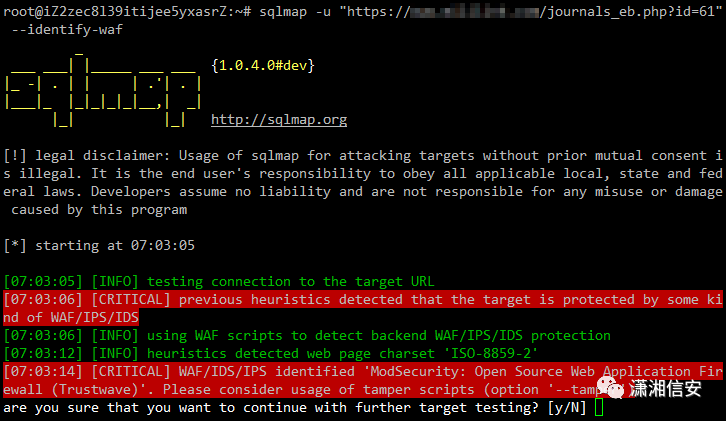 root@iZ2zec8l39itijee5yxasrZ:~# sqlmap -u "https:// /journals_eb.php?id=61"
--identify-waf
{1.0.4.0#dev}
http://sqlmap.org
[!] legal disclaimer: Usage of sqlmap for attacking targets without prior mutual consent i
s illegal. It is the end user's responsibility to obey all applicable local, state and fed
eral laws. Developers assume no liability and are not responsible for any misuse or damage
caused by this program
[*] starting at 07:03:05
[07:03:05] [INFO] testing connection to the target URL
[07:03:06] [CRITICAL] previous heuristics detected that the target is protected by some ki
nd of WAF/IPS/IDS
[07:03:06] [INFO] using WAF scripts to detect backend WAF/IPS/IDS protection
[07:03:12] [INFO] heuristics detected web page charset 'ISO-8859-2'
[07:03:14] [CRITICAL] WAF/IDS/IPS identified 'ModSecurity: Open Source Web Application Fir
ewall (Trustwave)'. Please consider usage of tamper scripts (option '--tamp
潇湘信安
are you sure that you want to continue with further target testing? [y/N]